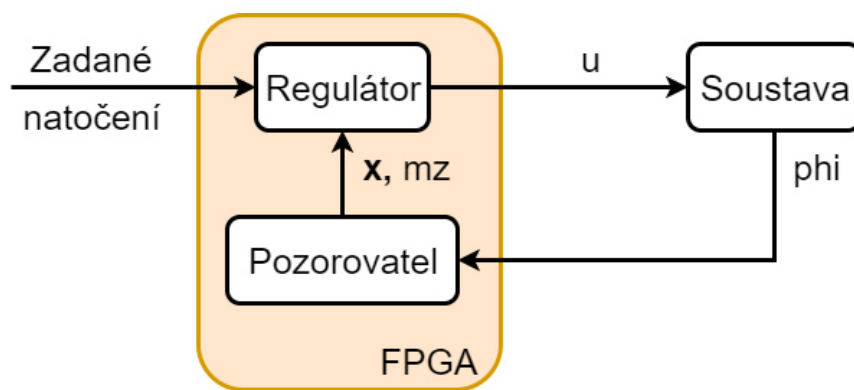 Zadané
natočení
Regulátor
u
Soustava
x, mz
phi
Pozorovatel
FPGA